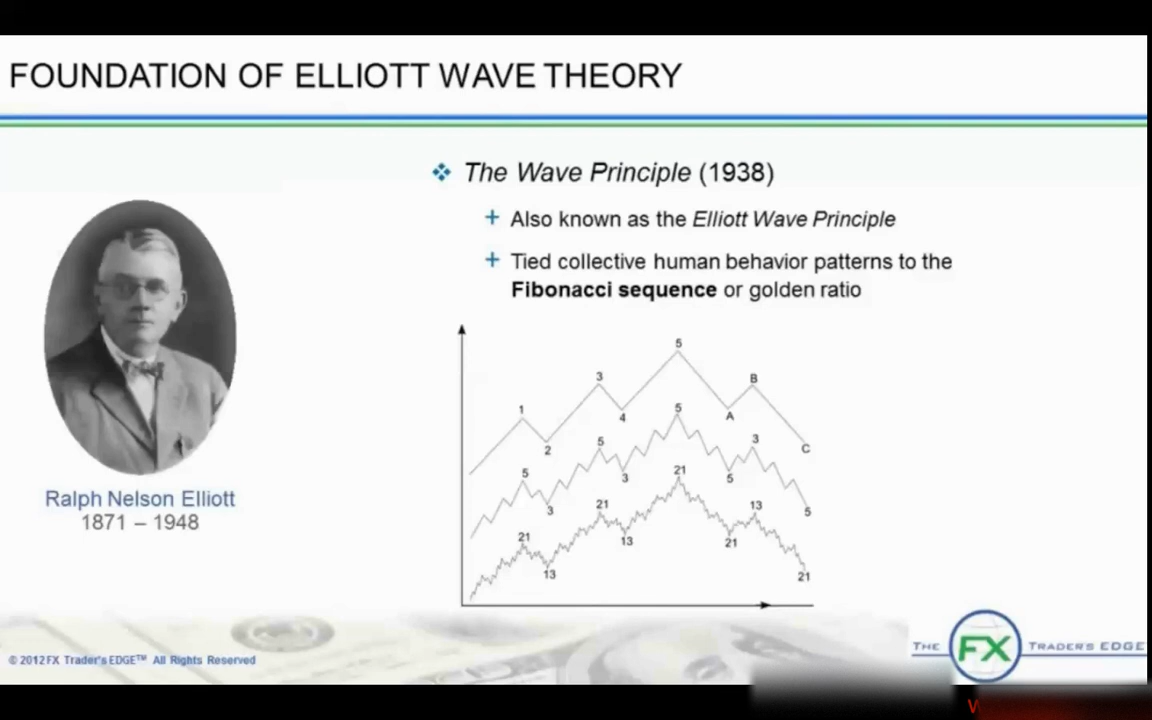 FOUNDATION OF ELLIOTT WAVE THEORY
The Wave Principle (1938)
Also known as the Elliott Wave Principle
Tied collective human behavior patterns to the
Fibonacci sequence or golden ratio
5
3
B
1
4
A
2
C
5
5
3
5
3
5
3
5
21
21
13
21
13
21
13
21
Ralph Nelson Elliott
1871 – 1948
© 2012 FX Trader's EDGE™ All Rights Reserved
THE FX TRADER'S EDGE